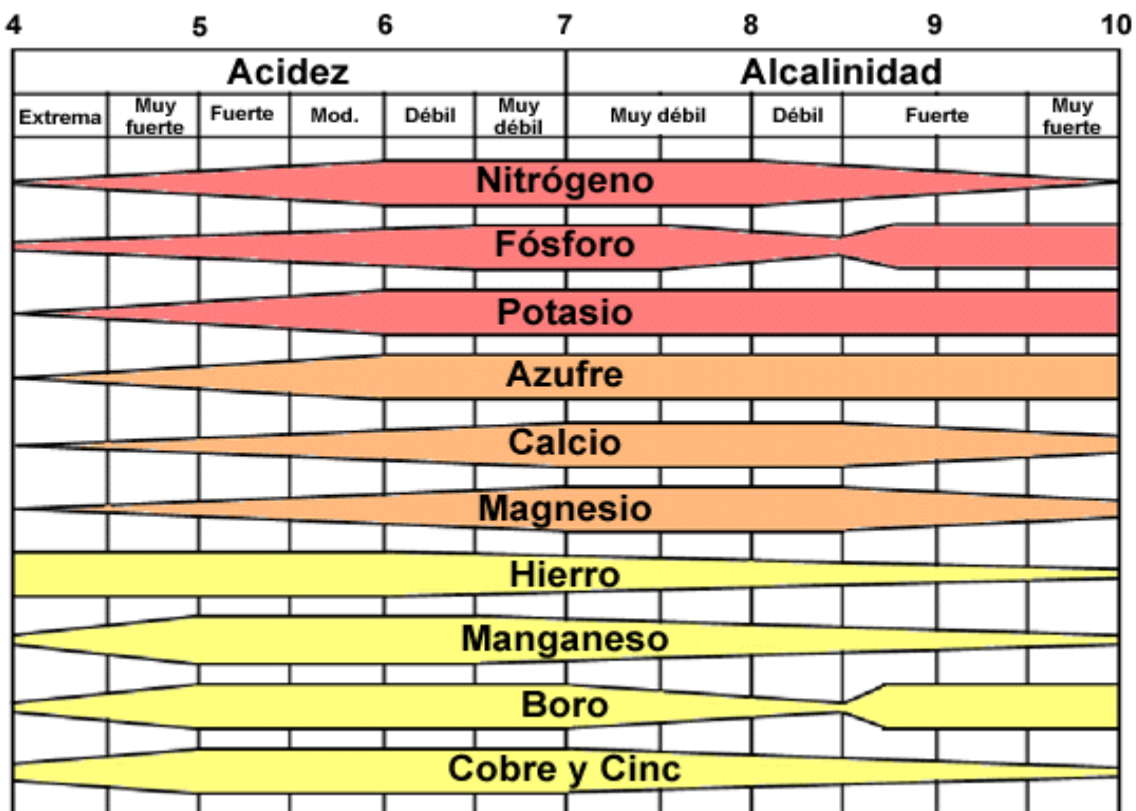 4 5 6 7 8 9 10
Acidez Alcalinidad
Extrema Muy fuerte Fuerte Mod. Débil Muy débil Muy débil Débil Fuerte Muy fuerte
Nitrógeno
Fósforo
Potasio
Azufre
Calcio
Magnesio
Hierro
Manganeso
Boro
Cobre y Cinc